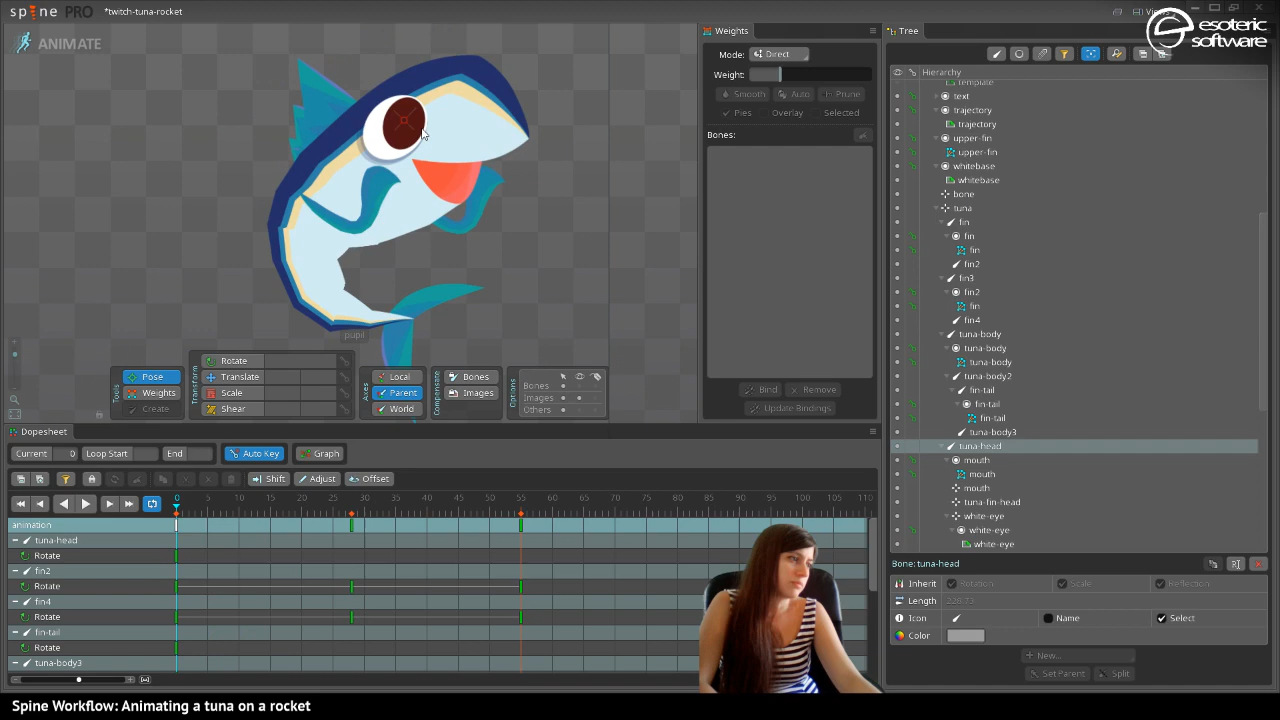 spine PRO *twitch-tuna-rocket Views
esoteric software
ANIMATE
Weights
Mode: Direct
Weight:
Smooth Auto Prune
Pies Overlay Selected
Bones:
Bind Remove
Update Bindings
Tree
Hierarchy
template
text
trajectory
trajectory
upper-fin
upper-fin
whitebase
whitebase
bone
tuna
fin
fin
fin
fin2
fin3
fin2
fin
fin4
tuna-body
tuna-body
tuna-body
tuna-body2
fin-tail
fin-tail
fin-tail
tuna-body3
tuna-head
mouth
mouth
mouth
tuna-fin-head
white-eye
white-eye
white-eye
Bone: tuna-head
Inherit Rotation Scale Reflection
Length 228.73
Icon Name Select
Color
New...
Set Parent Split
pupil
Tools
Pose
Weights
Create
Transform
Rotate
Translate
Scale
Shear
Axes
Local
Parent
World
Compensate
Bones
Images
Options
Bones
Images
Others
Dopesheet
Current 0 Loop Start End Auto Key Graph
Shift Adjust Offset
0 5 10 15 20 25 30 35 40 45 50 55 60 65 70 75 80 85 90 95 100 105 110
animation
tuna-head
Rotate
fin2
Rotate
fin4
Rotate
fin-tail
Rotate
tuna-body3
Spine Workflow: Animating a tuna on a rocket